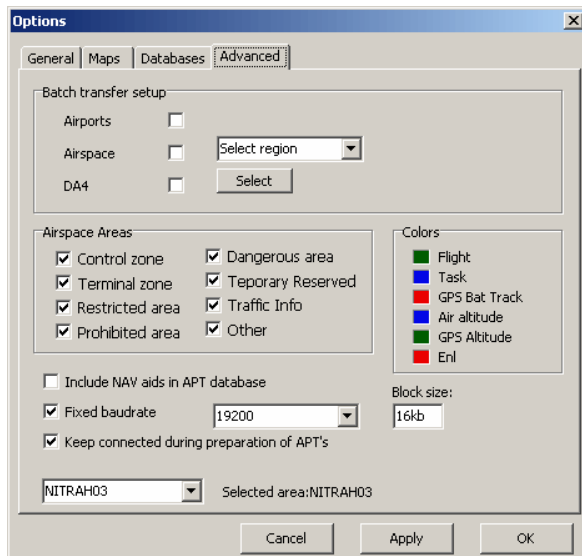 Options
General Maps Databases Advanced
Batch transfer setup
Airports
Airspace Select region
DA4 Select
Airspace Areas
Control zone Dangerous area
Terminal zone Teporary Reserved
Restricted area Traffic Info
Prohibited area Other
Colors
Flight
Task
GPS Bat Track
Air altitude
GPS Altitude
Enl
Include NAV aids in APT database
Block size:
Fixed baudrate 19200 16kb
Keep connected during preparation of APT's
NITRAH03 Selected area:NITRAH03
Cancel Apply OK